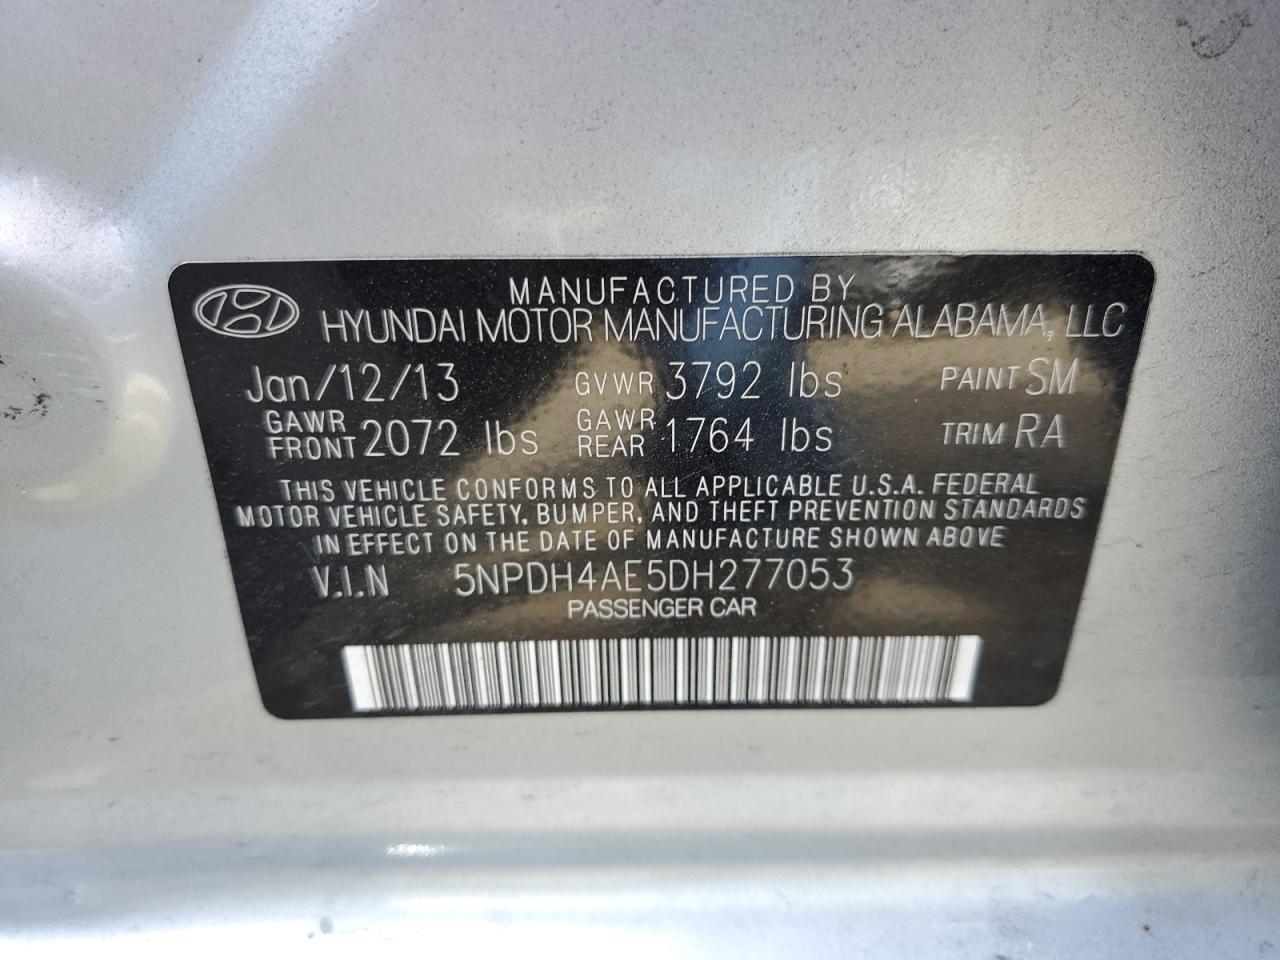 MANUFACTURED BY
HYUNDAI MOTOR MANUFACTURING ALABAMA, LLC
Jan/12/13 GVWR 3792 lbs PAINT SM
GAWR FRONT 2072 lbs GAWR REAR 1764 lbs TRIM RA
THIS VEHICLE CONFORMS TO ALL APPLICABLE U.S.A. FEDERAL
MOTOR VEHICLE SAFETY, BUMPER, AND THEFT PREVENTION STANDARDS
IN EFFECT ON THE DATE OF MANUFACTURE SHOWN ABOVE
V.I.N 5NPDH4AE5DH277053
PASSENGER CAR